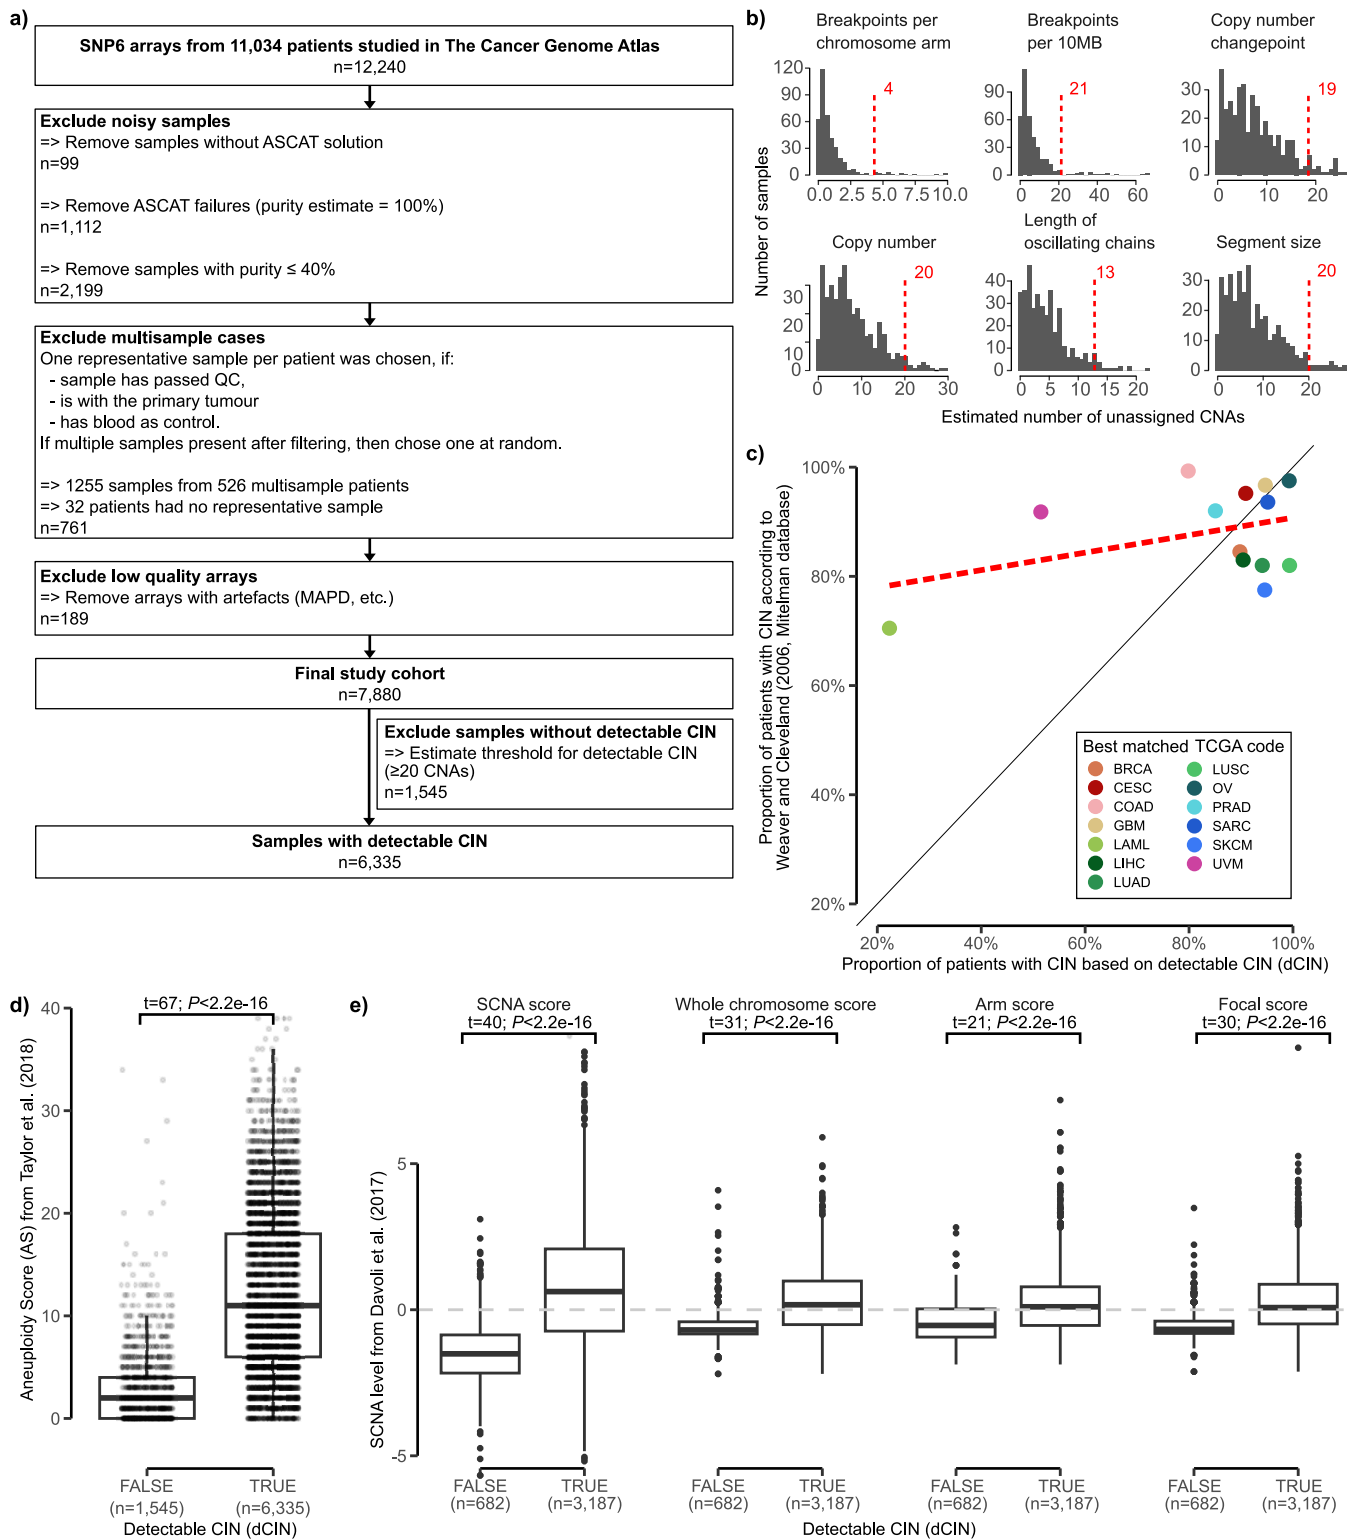 a)
SNP6 arrays from 11,034 patients studied in The Cancer Genome Atlas
n=12,240
Exclude noisy samples
=> Remove samples without ASCAT solution
n=99
=> Remove ASCAT failures (purity estimate = 100%)
n=1,112
=> Remove samples with purity ≤ 40%
n=2,199
Exclude multisample cases
One representative sample per patient was chosen, if:
- sample has passed QC,
- is with the primary tumour
- has blood as control.
If multiple samples present after filtering, then chose one at random.
=> 1255 samples from 526 multisample patients
=> 32 patients had no representative sample
n=761
Exclude low quality arrays
=> Remove arrays with artefacts (MAPD, etc.)
n=189
Final study cohort
n=7,880
Exclude samples without detectable CIN
=> Estimate threshold for detectable CIN
(≥20 CNAs)
n=1,545
Samples with detectable CIN
n=6,335
b)
Number of samples
Breakpoints per
chromosome arm
120
90
60
30
0
4
0.0 2.5 5.0 7.5 10.0
Breakpoints
per 10MB
90
60
30
0
21
0 20 40 60
Copy number
changepoint
30
20
10
0
19
0 10 20
Copy number
30
20
10
0
20
0 10 20 30
Length of
oscillating chains
40
30
20
10
0
13
0 5 10 15 20
Segment size
30
20
10
0
20
0 10 20
Estimated number of unassigned CNAs
c)
Proportion of patients with CIN according to
Weaver and Cleveland (2006, Mitelman database)
100%
80%
60%
40%
20%
Best matched TCGA code
BRCA
CESC
COAD
GBM
LAML
LIHC
LUAD
LUSC
OV
PRAD
SARC
SKCM
UVM
20% 40% 60% 80% 100%
Proportion of patients with CIN based on detectable CIN (dCIN)
d)
Aneuploidy Score (AS) from Taylor et al. (2018)
t=67; P<2.2e-16
40
30
20
10
0
FALSE
(n=1,545)
TRUE
(n=6,335)
Detectable CIN (dCIN)
e)
SCNA level from Davoli et al. (2017)
5
0
-5
SCNA score
t=40; P<2.2e-16
Whole chromosome score
t=31; P<2.2e-16
Arm score
t=21; P<2.2e-16
Focal score
t=30; P<2.2e-16
FALSE TRUE FALSE TRUE FALSE TRUE FALSE TRUE
(n=682) (n=3,187) (n=682) (n=3,187) (n=682) (n=3,187) (n=682) (n=3,187)
Detectable CIN (dCIN)